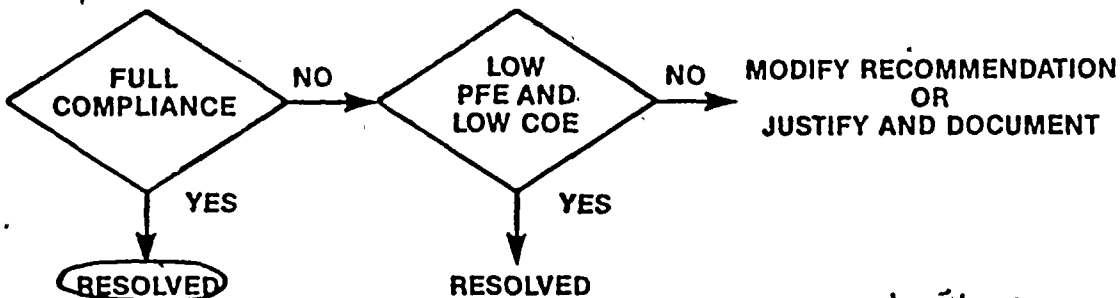 FULL
COMPLIANCE
NO
LOW
PFE AND
LOW COE
NO
MODIFY RECOMMENDATION
OR
JUSTIFY AND DOCUMENT
YES
YES
RESOLVED
RESOLVED